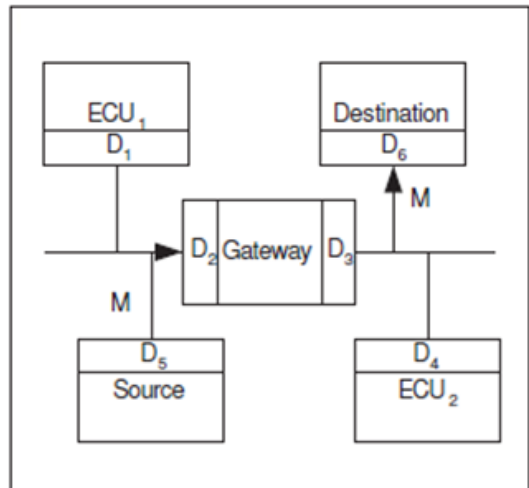 ECU₁
D₁
Destination
D₆
M
D₂ Gateway D₃
M
D₅
Source
D₄
ECU₂